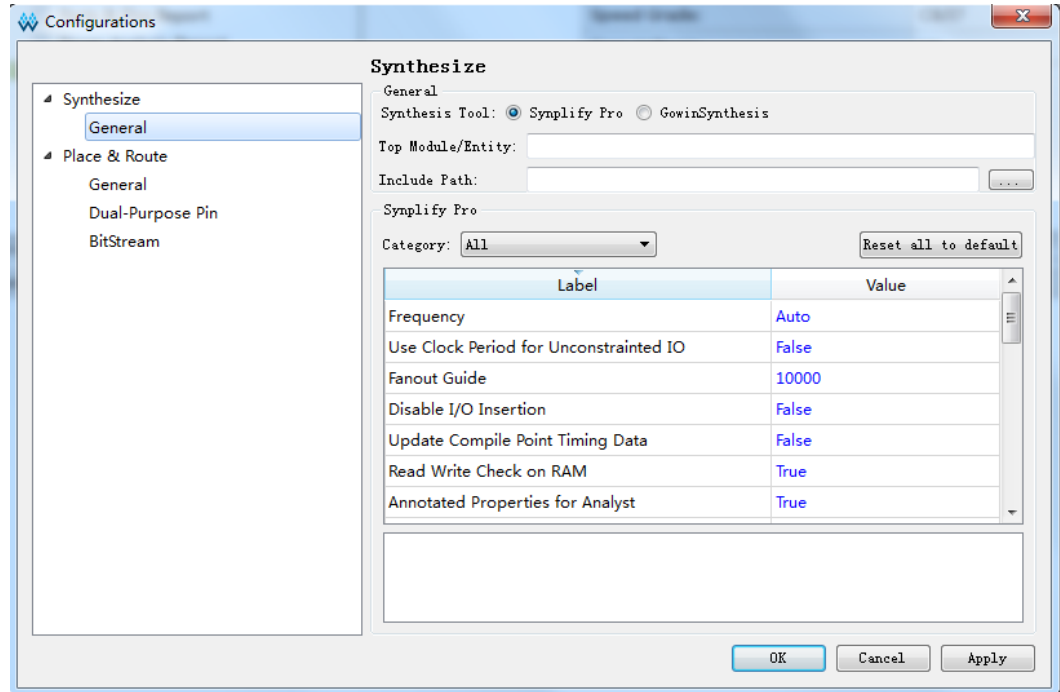 Configurations
Synthesize
General
Place & Route
General
Dual-Purpose Pin
BitStream
Synthesize
General
Synthesis Tool: Synplify Pro GowinSynthesis
Top Module/Entity:
Include Path: ...
Synplify Pro
Category: All Reset all to default
Label Value
Frequency Auto
Use Clock Period for Unconstrainted IO False
Fanout Guide 10000
Disable I/O Insertion False
Update Compile Point Timing Data False
Read Write Check on RAM True
Annotated Properties for Analyst True
OK Cancel Apply